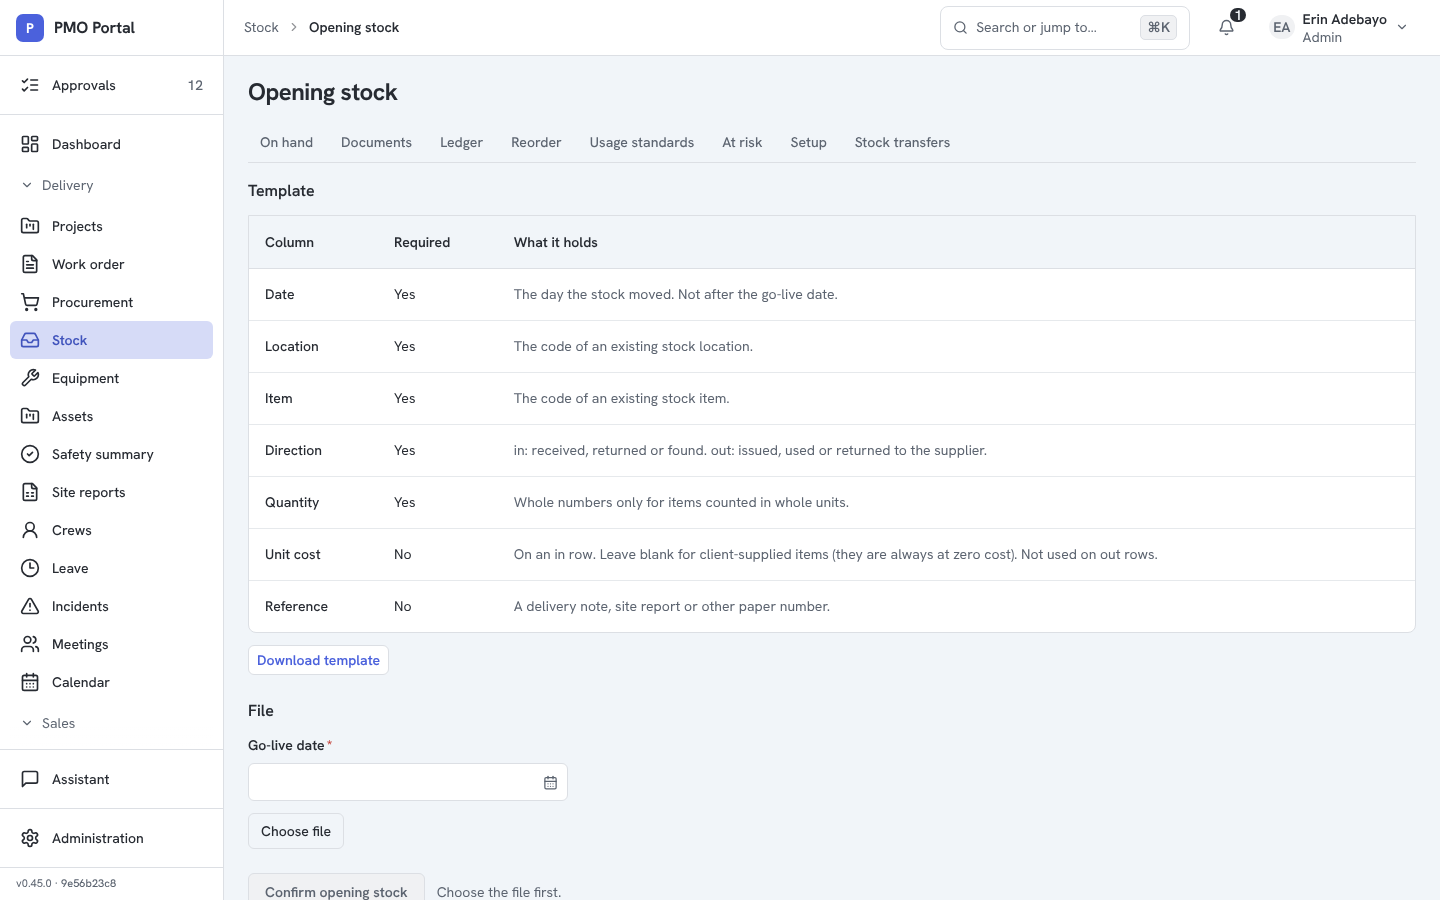 P PMO Portal
Stock > Opening stock
Search or jump to... ⌘K
1
EA Erin Adebayo
Admin
Approvals 12
Dashboard
Delivery
Projects
Work order
Procurement
Stock
Equipment
Assets
Safety summary
Site reports
Crews
Leave
Incidents
Meetings
Calendar
Sales
Assistant
Administration
v0.45.0 · 9e56b23c8
Opening stock
On hand Documents Ledger Reorder Usage standards At risk Setup Stock transfers
Template
Column Required What it holds
Date Yes The day the stock moved. Not after the go-live date.
Location Yes The code of an existing stock location.
Item Yes The code of an existing stock item.
Direction Yes in: received, returned or found. out: issued, used or returned to the supplier.
Quantity Yes Whole numbers only for items counted in whole units.
Unit cost No On an in row. Leave blank for client-supplied items (they are always at zero cost). Not used on out rows.
Reference No A delivery note, site report or other paper number.
Download template
File
Go-live date *
Choose file
Confirm opening stock Choose the file first.